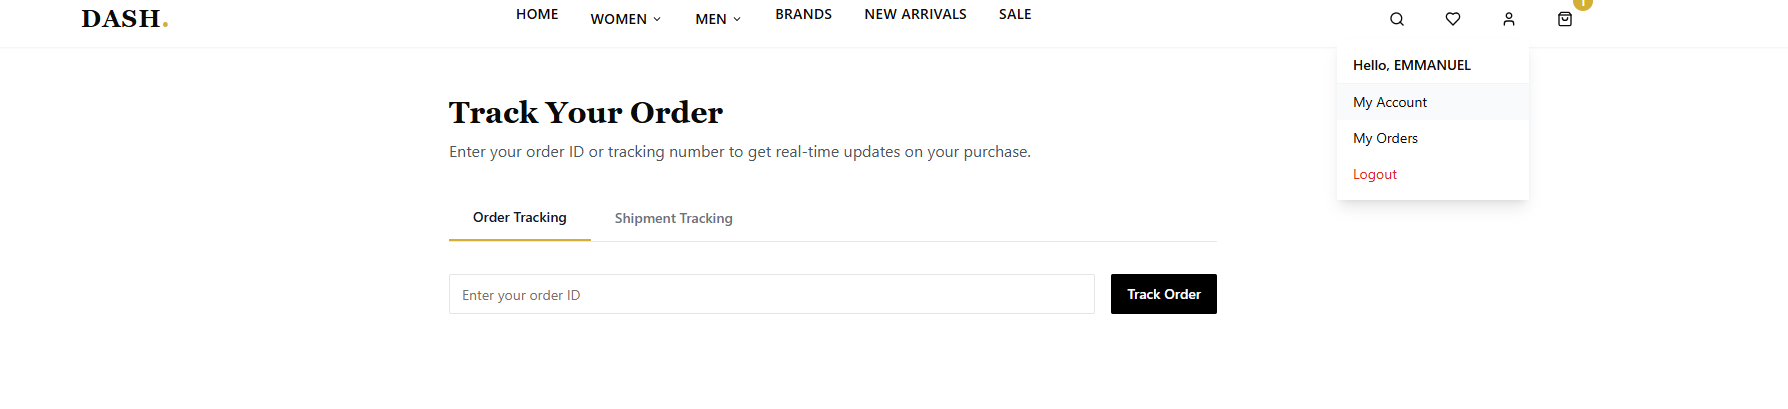 DASH.
HOME WOMEN MEN BRANDS NEW ARRIVALS SALE
1
Hello, EMMANUEL
My Account
My Orders
Logout
Track Your Order
Enter your order ID or tracking number to get real-time updates on your purchase.
Order Tracking Shipment Tracking
Enter your order ID
Track Order